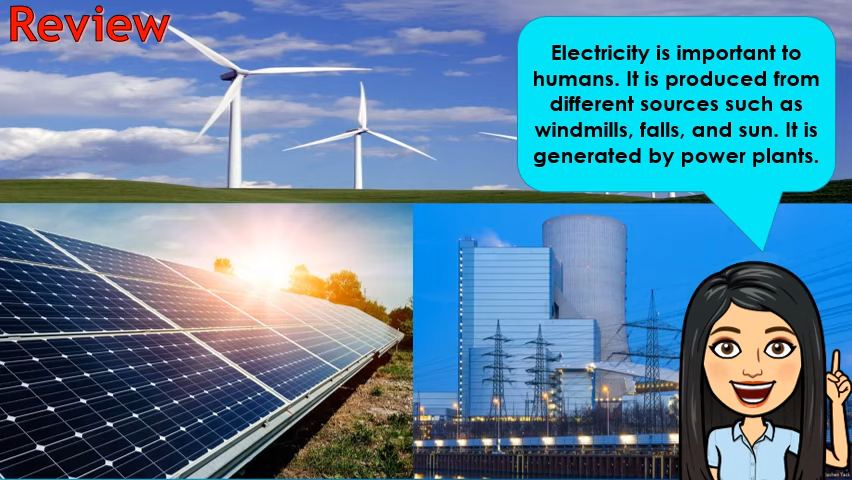 Review
Electricity is important to
humans. It is produced from
different sources such as
windmills, falls, and sun. It is
generated by power plants.